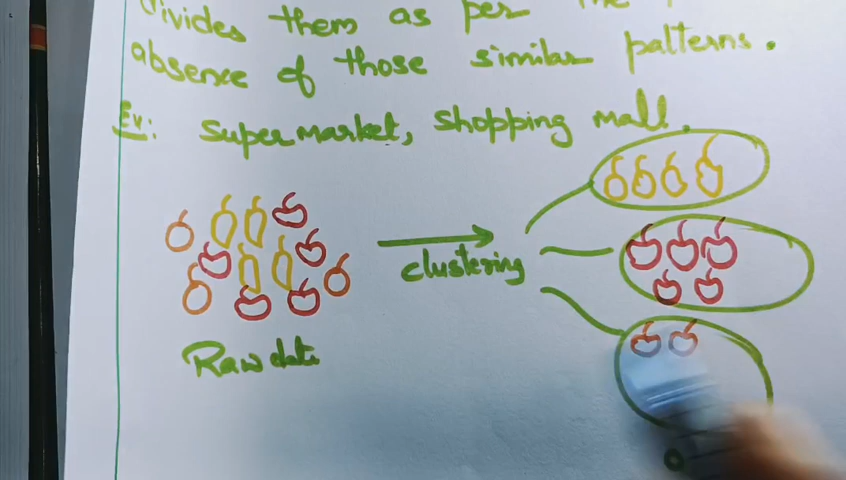 divides them as per the
absence of those similar patterns.
Ex: Supermarket, shopping mall.
clustering
Raw data